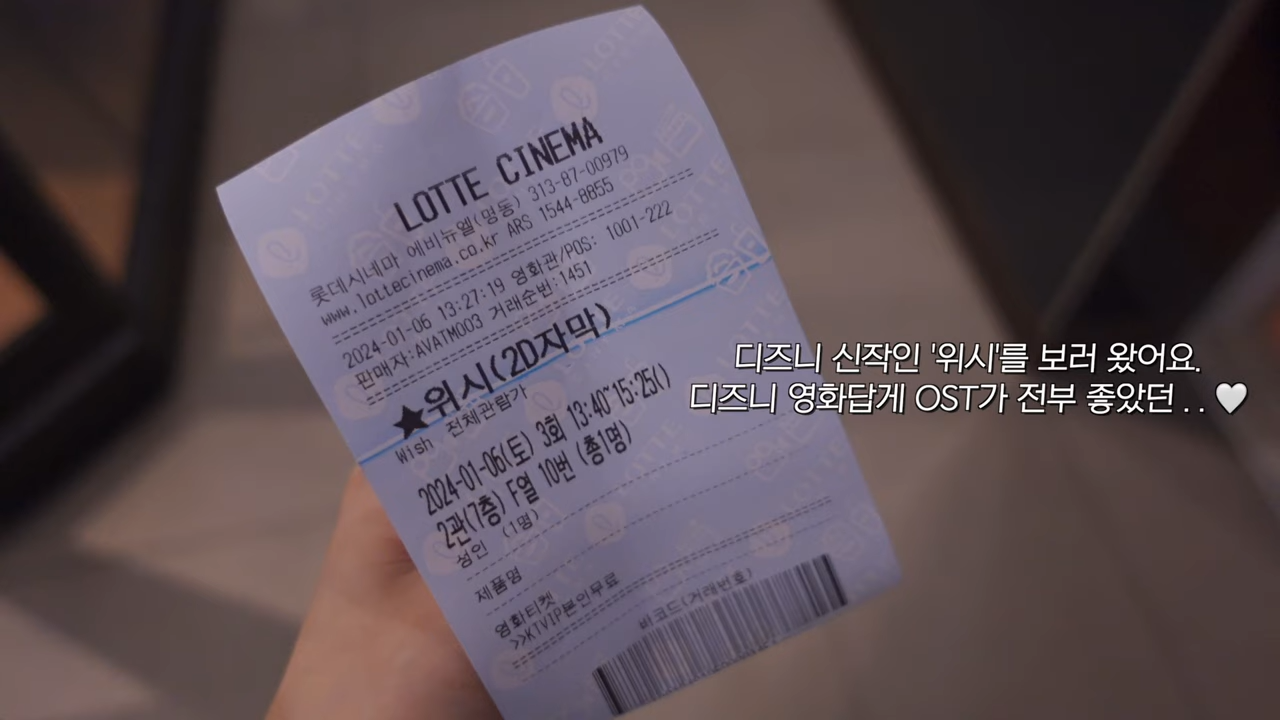 LOTTE CINEMA
롯데시네마 에비뉴엘(명동) 313-87-00979
www.lottecinema.co.kr ARS 1544-8855
2024-01-06 13:27:19 영화관/POS: 1001-222
판매자:AVATM003 거래순번:1451
★위시(2D자막)
Wish 전체관람가
2024-01-06(토) 3회 13:40~15:25()
2관(7층) F열 10번 (총1명)
성인 (1명)
제품명
영화티켓
>>KTVIP본인무료
바코드(거래번호)
디즈니 신작인 '위시'를 보러 왔어요.
디즈니 영화답게 OST가 전부 좋았던 . . ♥